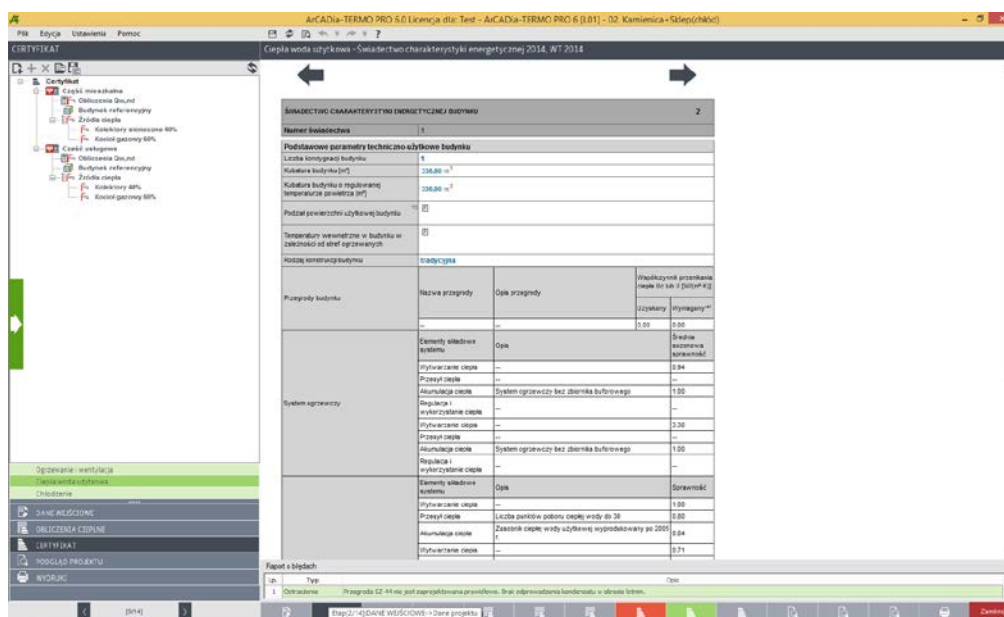 ArCADia-TERMO PRO 6.0 Licencja dla: Test - ArCADia-TERMO PRO 6 [L01] - 02. Kamienica+Sklep(chłód)
Plik Edycja Ustawienia Pomoc
CERTYFIKAT
Ciepła woda użytkowa - Świadectwo charakterystyki energetycznej 2014, WT 2014
Certyfikat
Część mieszkalna
Obliczenia Qw,nd
Budynek referencyjny
Źródła ciepła
Kolektory słoneczne 40%
Kocioł gazowy 60%
Część usługowa
Obliczenia Qw,nd
Budynek referencyjny
Źródła ciepła
Kolektory 40%
Kocioł gazowy 60%
Ogrzewanie i wentylacja
Ciepła woda użytkowa
Chłodzenie
DANE WEJŚCIOWE
OBLICZENIA CIEPLNE
CERTYFIKAT
PODGLĄD PROJEKTU
WYDRUKI
[9/14]
ŚWIADECTWO CHARAKTERYSTYKI ENERGETYCZNEJ BUDYNKU 2
Numer świadectwa 1
Podstawowe parametry techniczno-użytkowe budynku
Liczba kondygnacji budynku 1
Kubatura budynku [m³] 336,60 m³
Kubatura budynku o regulowanej temperaturze powietrza [m³] 336,60 m³
Podział powierzchni użytkowej budynku
Temperatury wewnętrzne w budynku w zależności od stref ogrzewanych
Rodzaj konstrukcji budynku tradycyjna
Przegrody budynku Nazwa przegrody Opis przegrody Współczynnik przenikania ciepła
Uzyskany Wymagany
-- -- 0.00 0.00
System ogrzewczy Elementy składowe systemu Opis Średnia sezonowa sprawność
Wytwarzanie ciepła -- 0.94
Przesył ciepła -- --
Akumulacja ciepła System ogrzewczy bez zbiornika buforowego 1.00
Regulacja i wykorzystanie ciepła -- --
Wytwarzanie ciepła -- 3.30
Przesył ciepła -- --
Akumulacja ciepła System ogrzewczy bez zbiornika buforowego 1.00
Regulacja i wykorzystanie ciepła -- --
Elementy składowe systemu Opis Sprawność
Wytwarzanie ciepła -- 1.00
Przesył ciepła Liczba punktów poboru ciepłej wody do 30 0.80
Akumulacja ciepła Zasobnik ciepłej wody użytkowej wyprodukowany po 2005 r. 0.84
Wytwarzanie ciepła -- 0.71
Raport o błędach
Lp. Typ Opis
1 Ostrzeżenie Przegroda SZ-44 nie jest zaprojektowana prawidłowo. Brak odprowadzenia kondensatu w okresie letnim.
Etap(2/14)DANE WEJŚCIOWE->Dane projektu
Zamknij